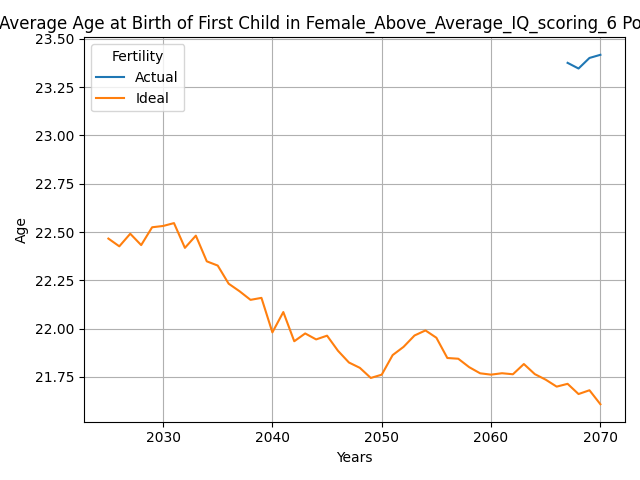 Average Age at Birth of First Child in Female_Above_Average_IQ_scoring_6 Po
Fertility
Actual
Ideal
23.50
23.25
23.00
22.75
22.50
22.25
22.00
21.75
Age
2030 2040 2050 2060 2070
Years